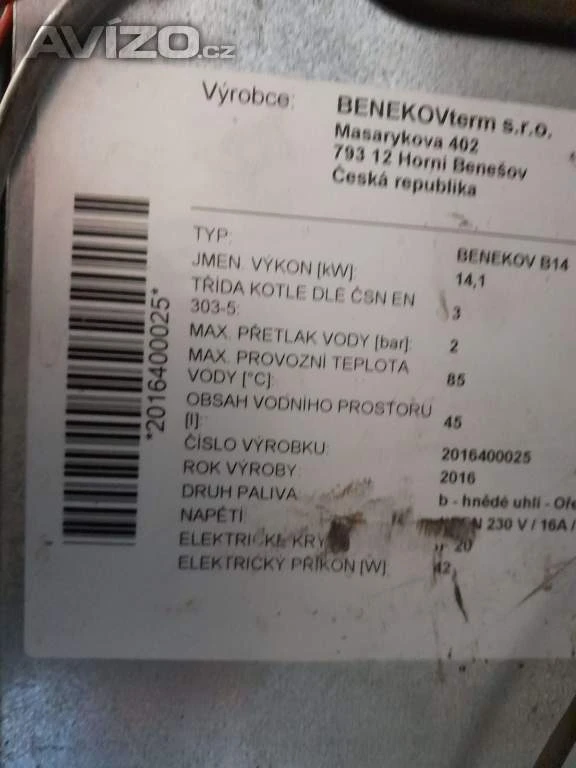 AVÍZO.cz
Výrobce: BENEKOVterm s.r.o.
Masarykova 402
793 12 Horní Benešov
Česká republika
TYP: BENEKOV B14
JMEN. VÝKON [kW]: 14,1
TŘÍDA KOTLE DLE ČSN EN
303-5: 3
MAX. PŘETLAK VODY [bar]: 2
MAX. PROVOZNÍ TEPLOTA
VODY [°C]: 85
OBSAH VODNÍHO PROSTORU
[l]: 45
ČÍSLO VÝROBKU: 2016400025
ROK VÝROBY: 2016
DRUH PALIVA b - hnědé uhlí - Oře
NAPĚTÍ N 230 V / 16A /
ELEKTRICKÉ KRY 20
ELEKTRICKÝ PŘÍKON [W] 42
*2016400025*